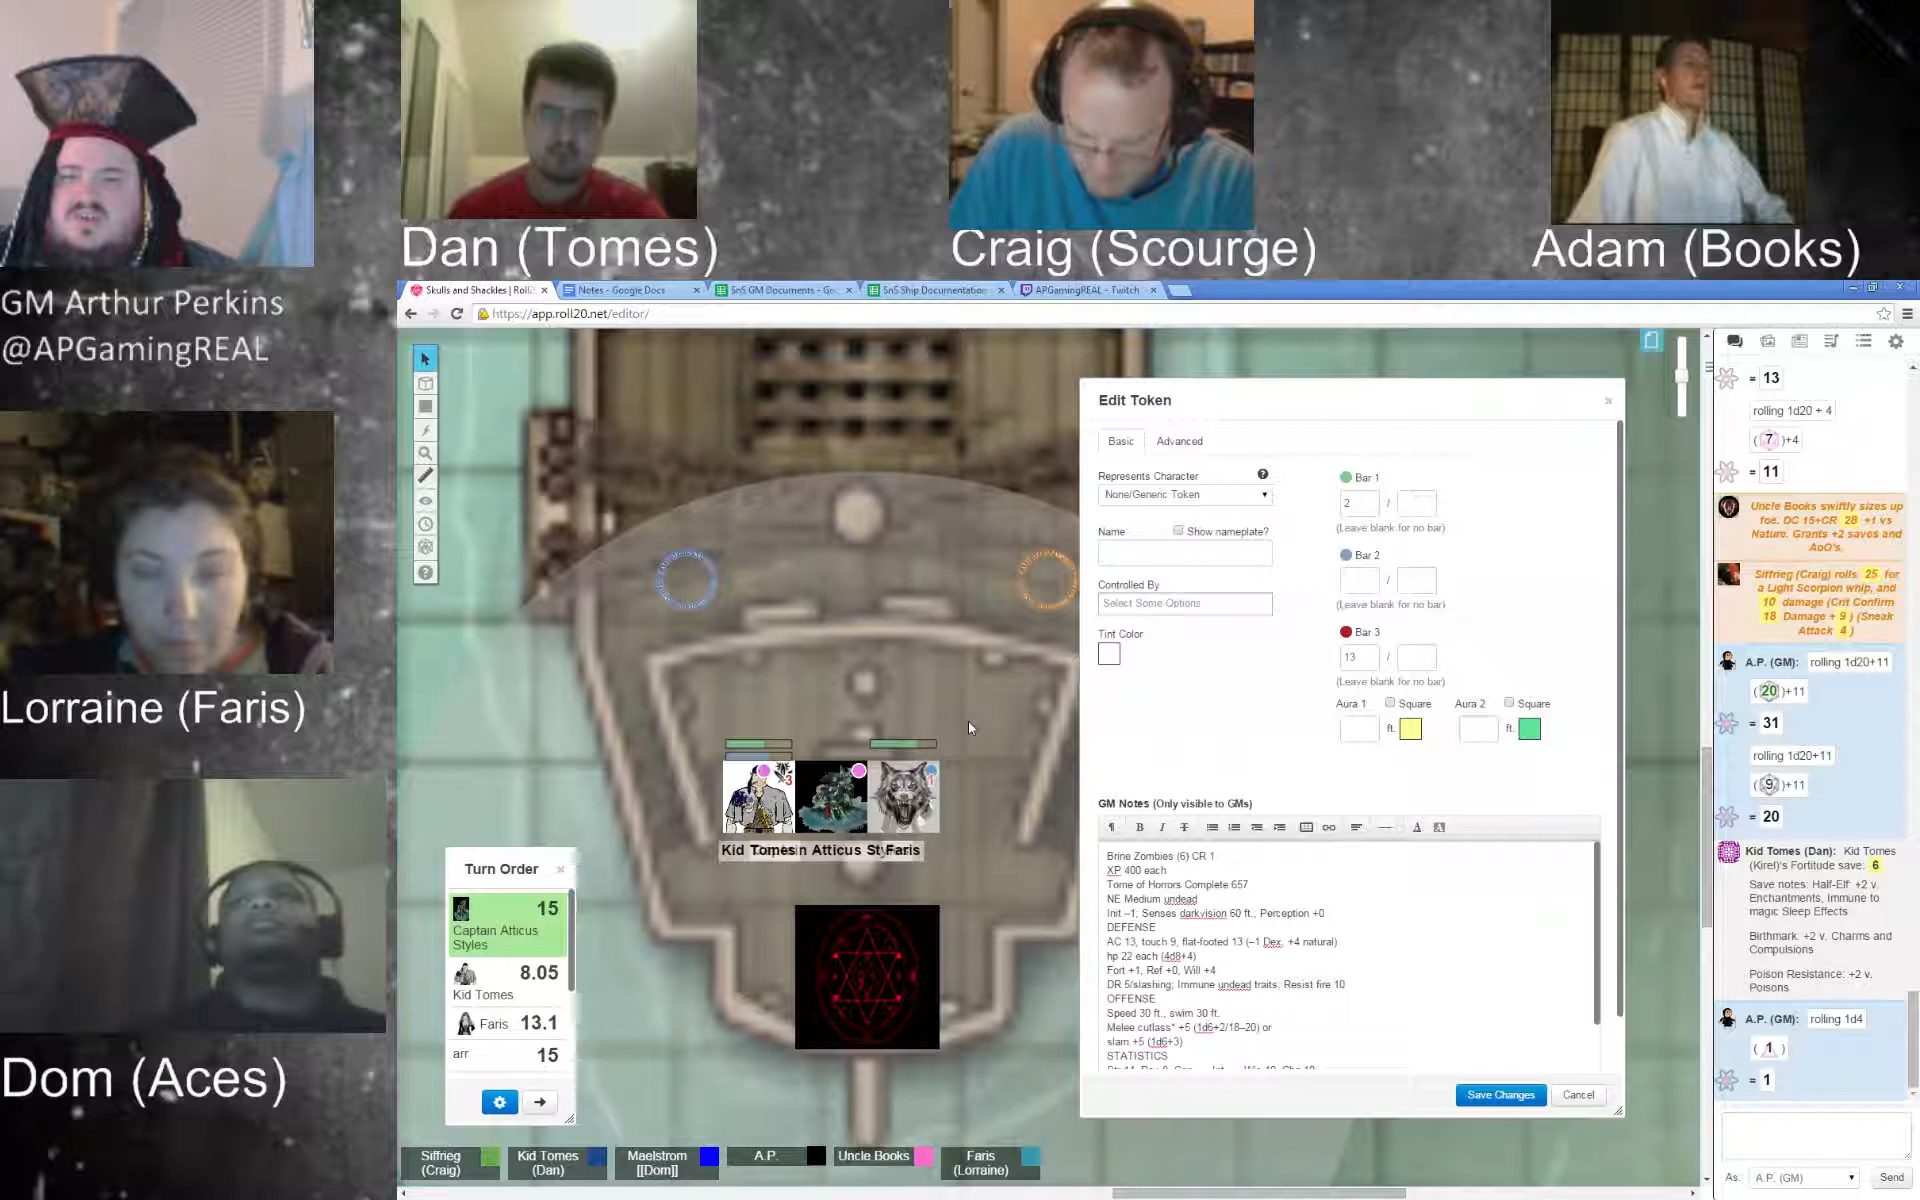 Dan (Tomes)
Craig (Scourge)
Adam (Books)
GM Arthur Perkins
@APGamingREAL
Lorraine (Faris)
Dom (Aces)
Skulls and Shackles | Roll2
Notes - Google Docs
SnS GM Documents - Go
SnS Ship Documentation
APGamingREAL - Twitch
https://app.roll20.net/editor/
Edit Token
Basic
Advanced
Represents Character
None/Generic Token
Name
Show nameplate?
Controlled By
Select Some Options
Tint Color
Bar 1
2 /
(Leave blank for no bar)
Bar 2
/
(Leave blank for no bar)
Bar 3
13 /
(Leave blank for no bar)
Aura 1
Square
Aura 2
Square
ft.
ft.
GM Notes (Only visible to GMs)
Brine Zombies (6) CR 1
XP 400 each
Tome of Horrors Complete 657
NE Medium undead
Init –1; Senses darkvision 60 ft., Perception +0
DEFENSE
AC 13, touch 9, flat-footed 13 (–1 Dex. +4 natural)
hp 22 each (4d8+4)
Fort +1, Ref +0, Will +4
DR 5/slashing; Immune undead traits, Resist fire 10
OFFENSE
Speed 30 ft., swim 30 ft.
Melee cutlass* +5 (1d6+2/18–20) or
slam +5 (1d6+3)
STATISTICS
Save Changes
Cancel
3
1
Kid Tomes
in Atticus Sty
Faris
Turn Order
15
Captain Atticus
Styles
8.05
Kid Tomes
Faris 13.1
arr 15
Siffrieg
(Craig)
Kid Tomes
(Dan)
Maelstrom
[[Dom]]
A.P.
Uncle Books
Faris
(Lorraine)
= 13
rolling 1d20 + 4
(7)+4
= 11
Uncle Books swiftly sizes up
foe. DC 15+CR 28 +1 vs
Nature. Grants +2 saves and
AoO's.
Siffrieg (Craig) rolls 25 for
a Light Scorpion whip, and
10 damage (Crit Confirm
18 Damage + 9 ) (Sneak
Attack 4 )
A.P. (GM): rolling 1d20+11
(20)+11
= 31
rolling 1d20+11
(9)+11
= 20
Kid Tomes (Dan): Kid Tomes
(Kirel)'s Fortitude save: 6
Save notes: Half-Elf: +2 v.
Enchantments, Immune to
magic Sleep Effects
Birthmark: +2 v. Charms and
Compulsions
Poison Resistance: +2 v.
Poisons
A.P. (GM): rolling 1d4
(1)
= 1
As: A.P. (GM)
Send